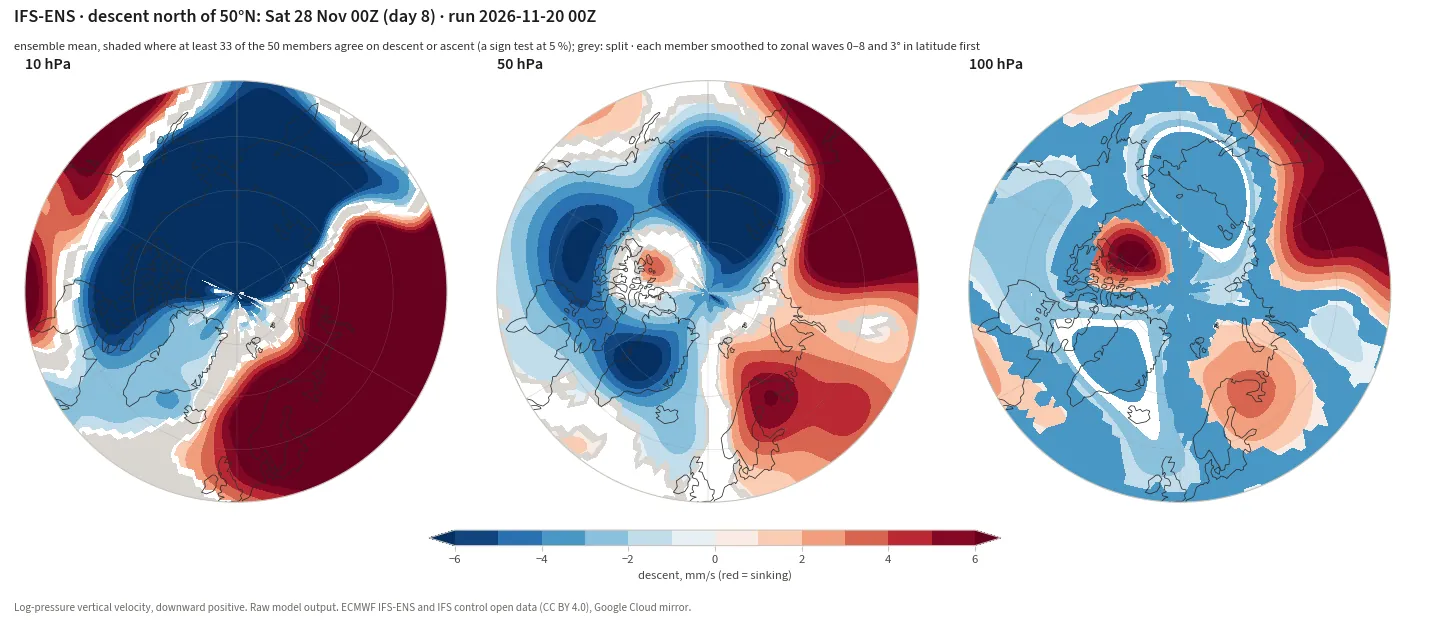 IFS-ENS · descent north of 50°N: Sat 28 Nov 00Z (day 8) · run 2026-11-20 00Z
ensemble mean, shaded where at least 33 of the 50 members agree on descent or ascent (a sign test at 5 %); grey: split · each member smoothed to zonal waves 0–8 and 3° in latitude first
10 hPa
50 hPa
100 hPa
−6 −4 −2 0 2 4 6
descent, mm/s (red = sinking)
Log-pressure vertical velocity, downward positive. Raw model output. ECMWF IFS-ENS and IFS control open data (CC BY 4.0), Google Cloud mirror.